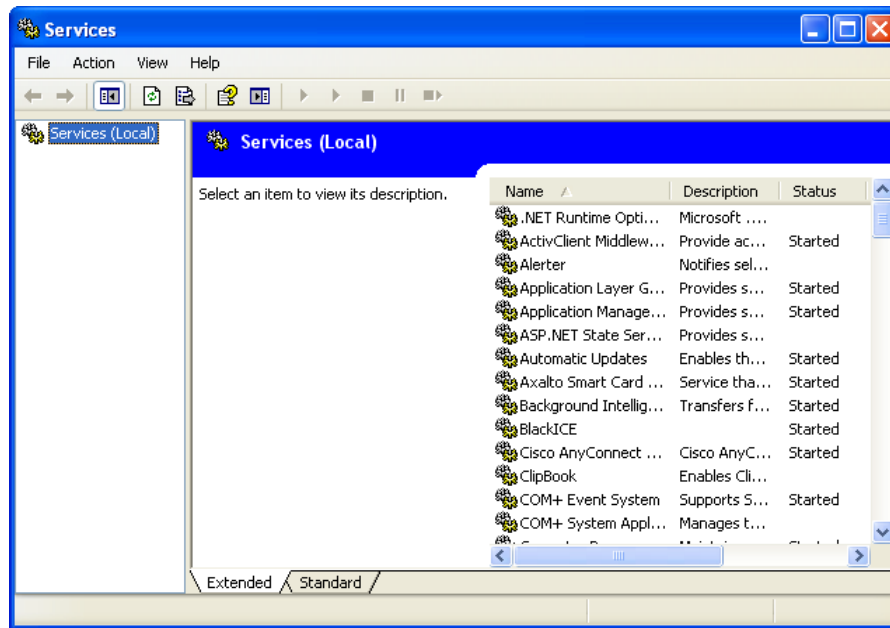 Services
File Action View Help
Services (Local)
Services (Local)
Select an item to view its description.
Name Description Status
.NET Runtime Opti... Microsoft ....
ActivClient Middlew... Provide ac... Started
Alerter Notifies sel...
Application Layer G... Provides s... Started
Application Manage... Provides s... Started
ASP.NET State Ser... Provides s...
Automatic Updates Enables th... Started
Axalto Smart Card ... Service tha... Started
Background Intellig... Transfers f... Started
BlackICE Started
Cisco AnyConnect ... Cisco AnyC... Started
ClipBook Enables Cli...
COM+ Event System Supports S... Started
COM+ System Appl... Manages t...
Extended Standard